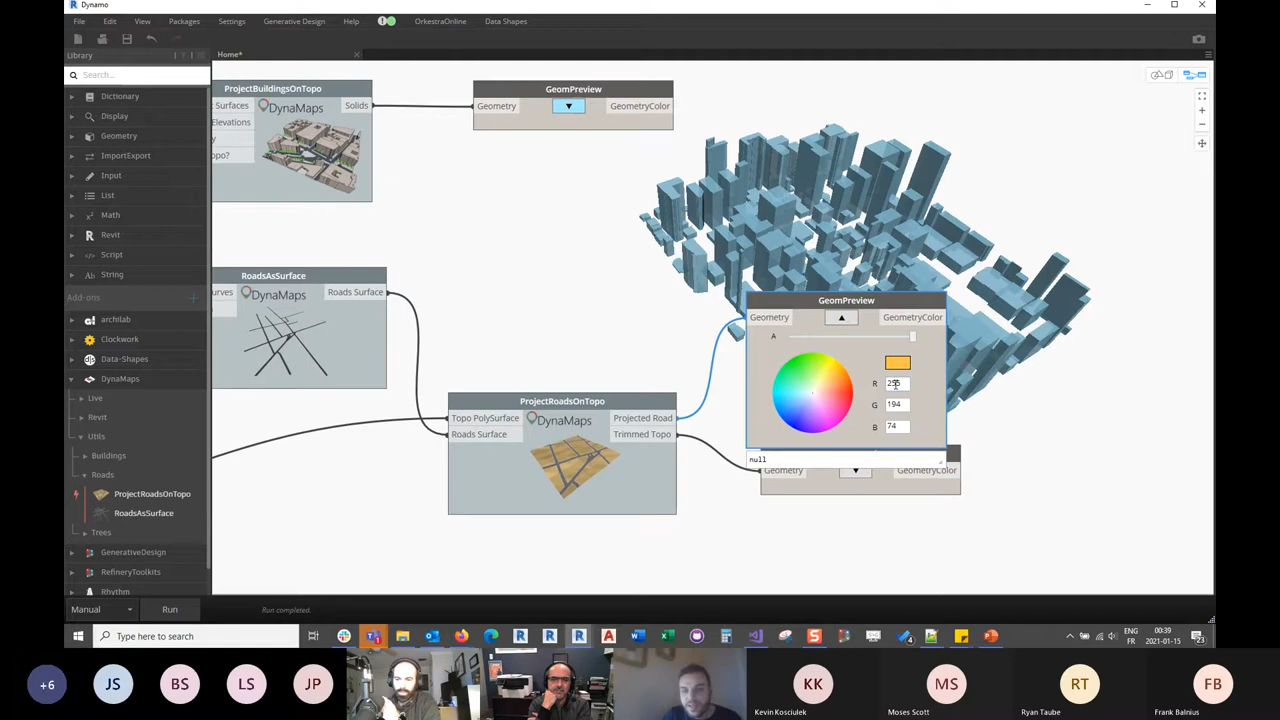 Dynamo
File Edit View Packages Settings Generative Design Help OrkestraOnline Data Shapes
Library
Home*
Search...
Dictionary
Display
Geometry
ImportExport
Input
List
Math
Revit
Script
String
Add-ons
archilab
Clockwork
Data-Shapes
DynaMaps
Live
Revit
Utils
Buildings
Roads
ProjectRoadsOnTopo
RoadsAsSurface
Trees
GenerativeDesign
RefineryToolkits
Rhythm
ProjectBuildingsOnTopo
Surfaces
Solids
Elevations
DynaMaps
GeomPreview
Geometry
GeometryColor
RoadsAsSurface
urves
DynaMaps
Roads Surface
ProjectRoadsOnTopo
Topo PolySurface
DynaMaps
Projected Road
Roads Surface
Trimmed Topo
GeomPreview
Geometry
GeometryColor
A
R 255
G 194
B 74
null
Geometry
GeometryColor
Manual
Run
Run completed.
Type here to search
ENG
FR
00:39
2021-01-15
23
+6
JS
BS
LS
JP
KK
MS
RT
FB
Kevin Kosciulek
Moses Scott
Ryan Taube
Frank Balnius